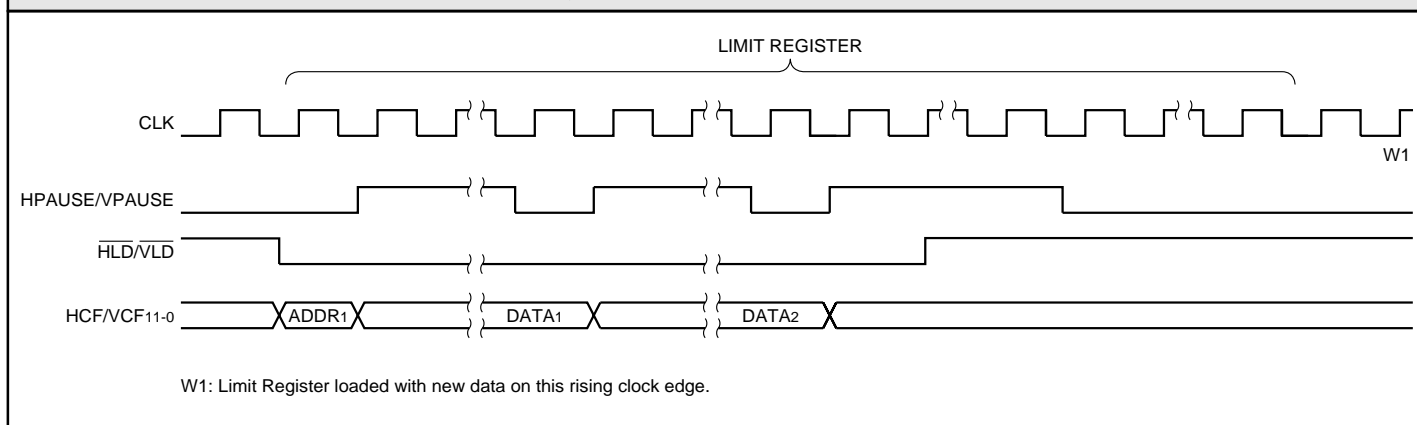 LIMIT REGISTER
CLK
W1
HPAUSE/VPAUSE
HLD/VLD
HCF/VCF11-0 ADDR1 DATA1 DATA2
W1: Limit Register loaded with new data on this rising clock edge.